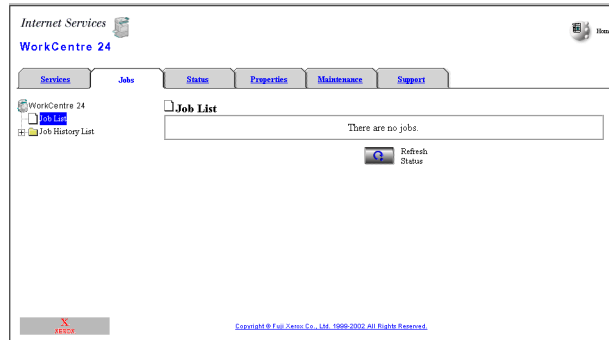 Internet Services
WorkCentre 24
Services Jobs Status Properties Maintenance Support
WorkCentre 24
Job List
Job History List
Job List
There are no jobs.
Refresh
Status
X
XEROX
Copyright © Fuji Xerox Co., Ltd. 1999-2002 All Rights Reserved.